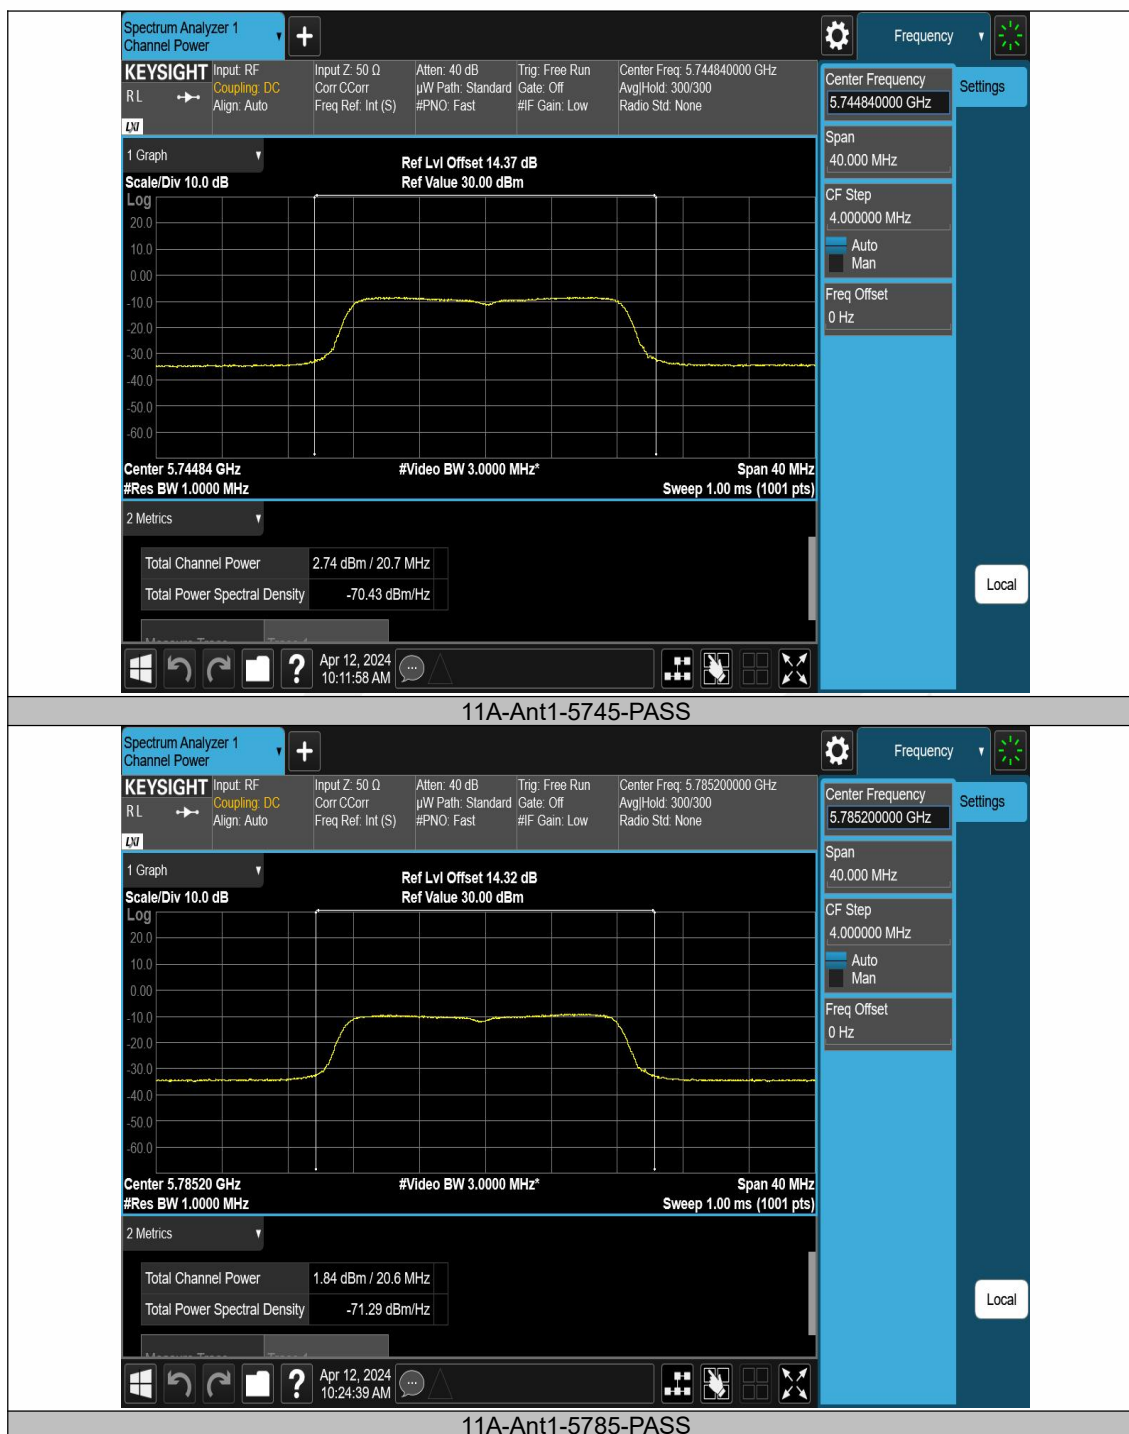 Spectrum Analyzer 1
Channel Power
Frequency
KEYSIGHT
R L
LXI
Input: RF
Coupling: DC
Align: Auto
Input Z: 50 Ω
Corr CCorr
Freq Ref: Int (S)
Atten: 40 dB
µW Path: Standard
#PNO: Fast
Trig: Free Run
Gate: Off
#IF Gain: Low
Center Freq: 5.744840000 GHz
Avg|Hold: 300/300
Radio Std: None
Center Frequency
5.744840000 GHz
Settings
Span
40.000 MHz
CF Step
4.000000 MHz
Auto
Man
Freq Offset
0 Hz
Local
1 Graph
Scale/Div 10.0 dB
Ref Lvl Offset 14.37 dB
Ref Value 30.00 dBm
Log
20.0
10.0
0.00
-10.0
-20.0
-30.0
-40.0
-50.0
-60.0
Center 5.74484 GHz
#Video BW 3.0000 MHz*
Span 40 MHz
#Res BW 1.0000 MHz
Sweep 1.00 ms (1001 pts)
2 Metrics
Total Channel Power 2.74 dBm / 20.7 MHz
Total Power Spectral Density -70.43 dBm/Hz
?
Apr 12, 2024
10:11:58 AM
11A-Ant1-5745-PASS
Spectrum Analyzer 1
Channel Power
Frequency
KEYSIGHT
R L
LXI
Input: RF
Coupling: DC
Align: Auto
Input Z: 50 Ω
Corr CCorr
Freq Ref: Int (S)
Atten: 40 dB
µW Path: Standard
#PNO: Fast
Trig: Free Run
Gate: Off
#IF Gain: Low
Center Freq: 5.785200000 GHz
Avg|Hold: 300/300
Radio Std: None
Center Frequency
5.785200000 GHz
Settings
Span
40.000 MHz
CF Step
4.000000 MHz
Auto
Man
Freq Offset
0 Hz
Local
1 Graph
Scale/Div 10.0 dB
Ref Lvl Offset 14.32 dB
Ref Value 30.00 dBm
Log
20.0
10.0
0.00
-10.0
-20.0
-30.0
-40.0
-50.0
-60.0
Center 5.78520 GHz
#Video BW 3.0000 MHz*
Span 40 MHz
#Res BW 1.0000 MHz
Sweep 1.00 ms (1001 pts)
2 Metrics
Total Channel Power 1.84 dBm / 20.6 MHz
Total Power Spectral Density -71.29 dBm/Hz
?
Apr 12, 2024
10:24:39 AM
11A-Ant1-5785-PASS